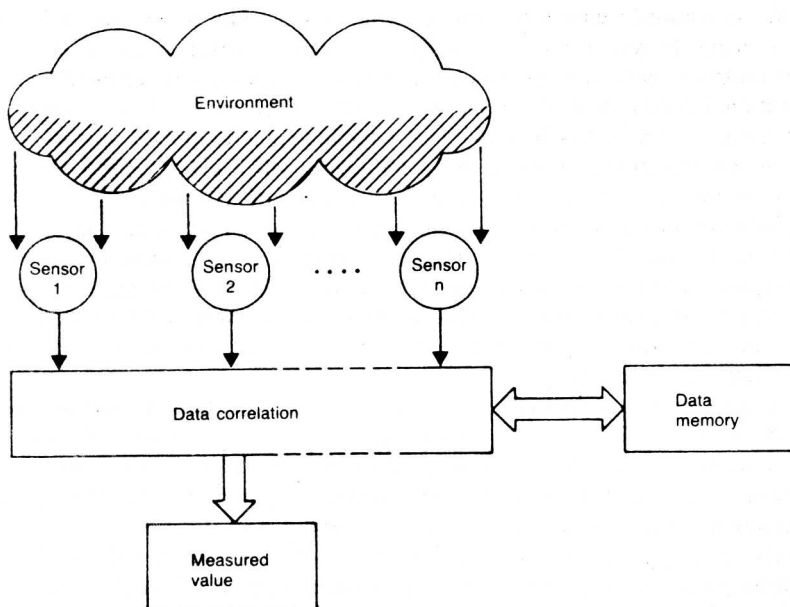 Environment
Sensor
1
Sensor
2
....
Sensor
n
Data correlation
Data
memory
Measured
value